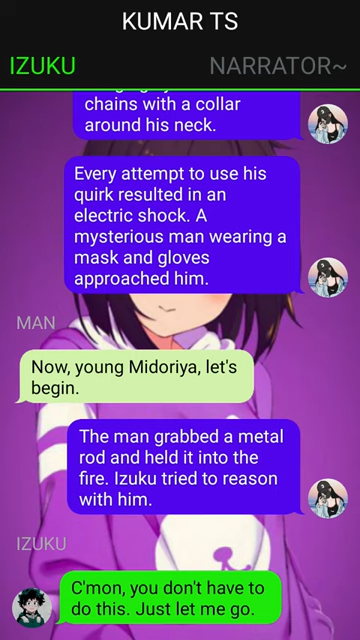 KUMAR TS
IZUKU
NARRATOR~
chains with a collar
around his neck.
Every attempt to use his
quirk resulted in an
electric shock. A
mysterious man wearing a
mask and gloves
approached him.
MAN
Now, young Midoriya, let's
begin.
The man grabbed a metal
rod and held it into the
fire. Izuku tried to reason
with him.
IZUKU
C'mon, you don't have to
do this. Just let me go.